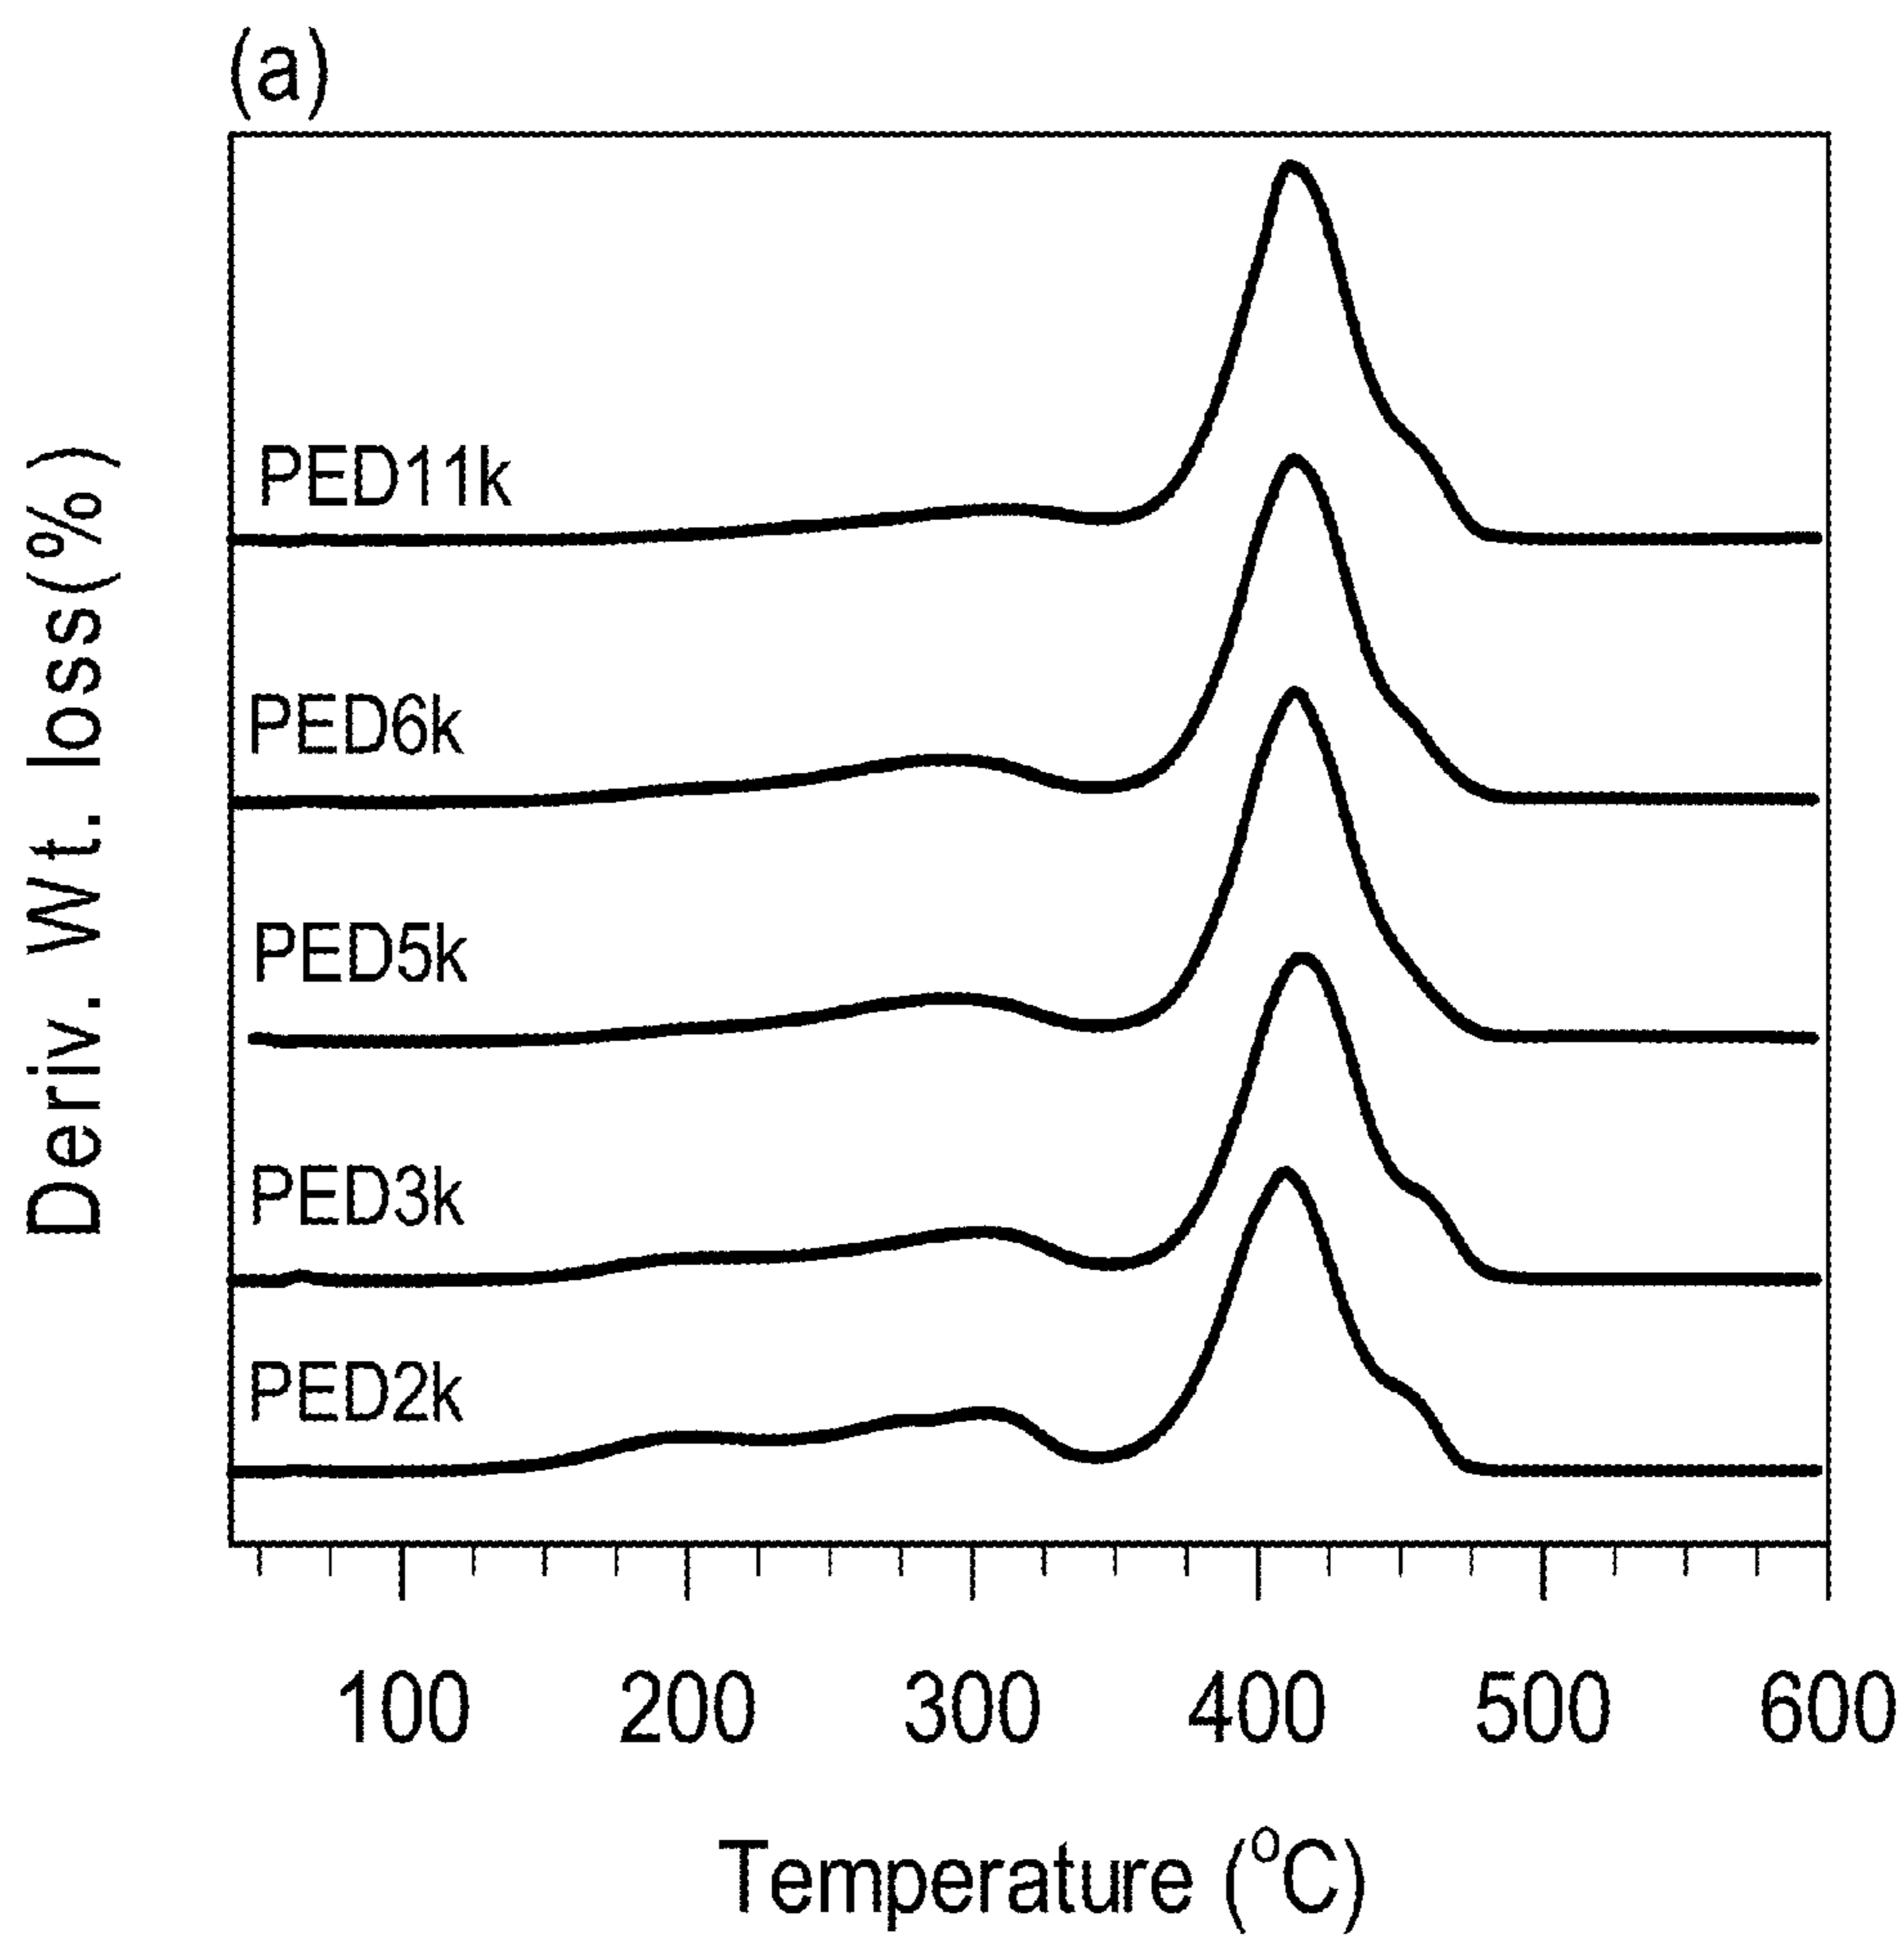 (a)
Deriv. Wt. loss(%)
PED11k
PED6k
PED5k
PED3k
PED2k
100 200 300 400 500 600
Temperature (°C)